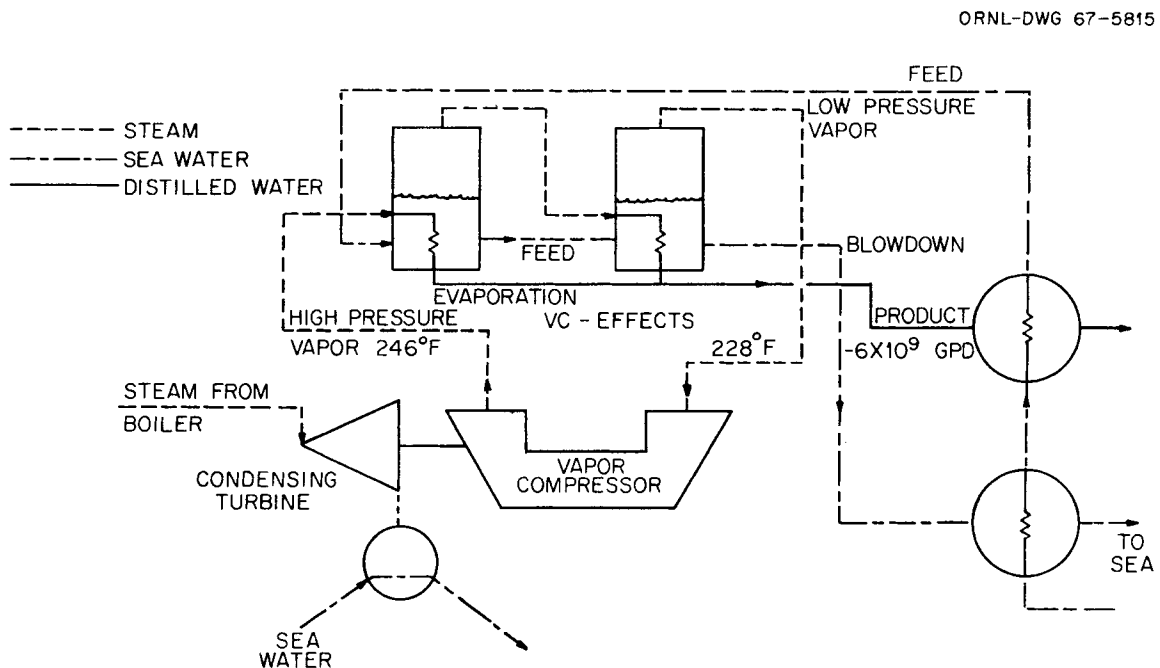 ORNL-DWG 67-5815
FEED
LOW PRESSURE
VAPOR
STEAM
SEA WATER
DISTILLED WATER
FEED
BLOWDOWN
EVAPORATION
VC - EFFECTS
HIGH PRESSURE
VAPOR 246°F
228°F
PRODUCT
-6X10⁹ GPD
STEAM FROM
BOILER
CONDENSING
TURBINE
VAPOR
COMPRESSOR
TO
SEA
SEA
WATER